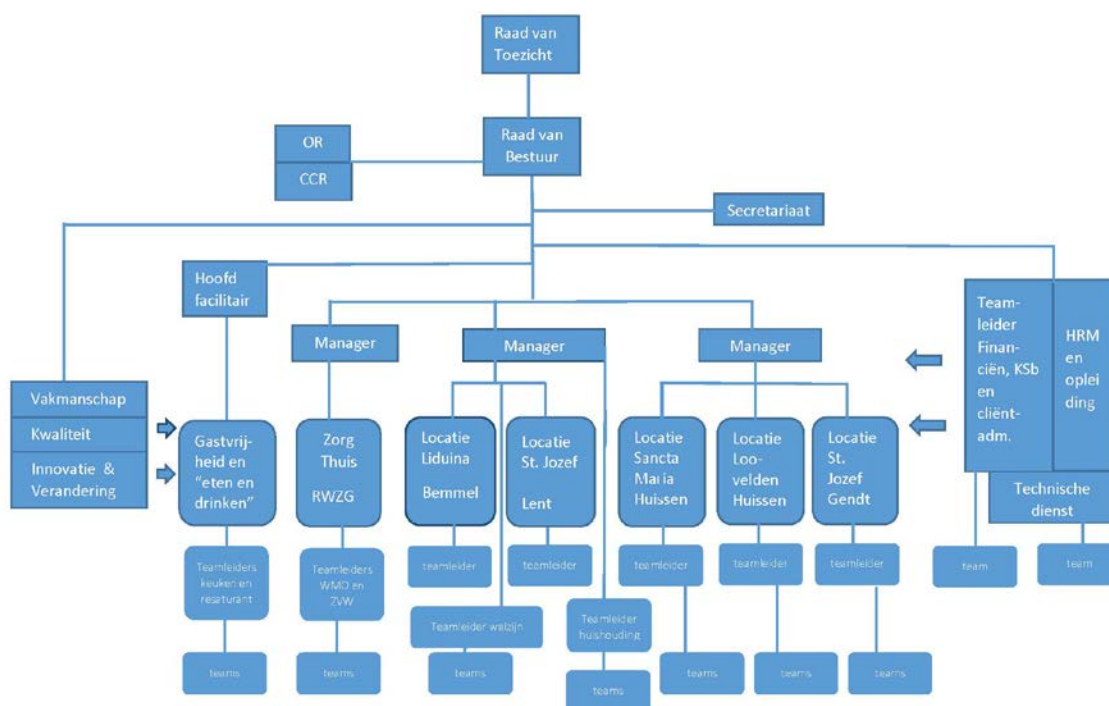 Raad van
Toezicht
OR
CCR
Raad van
Bestuur
Secretariaat
Hoofd
facilitair
Manager
Manager
Manager
Team-
leider
Finan-
ciën, KSb
en
cliënt-
adm.
HRM
en
oplei
ding
Vakmanschap
Kwaliteit
Innovatie &
Verandering
Gastvrij-
heid en
"eten en
drinken"
Zorg
Thuis
RWZG
Locatie
Liduina
Bemmel
Locatie
St. Jozef
Lent
Locatie
Sancta
Maria
Huissen
Locatie
Loo-
velden
Huissen
Locatie
St.
Jozef
Gendt
Technische
dienst
Teamleiders
keuken en
resaturant
Teamleiders
WMO en
ZVW
teamleider
teamleider
teamleider
teamleider
teamleider
team
team
Teamleider welzijn
Teamleider
huishouding
teams
teams
teams
teams
teams
teams
teams